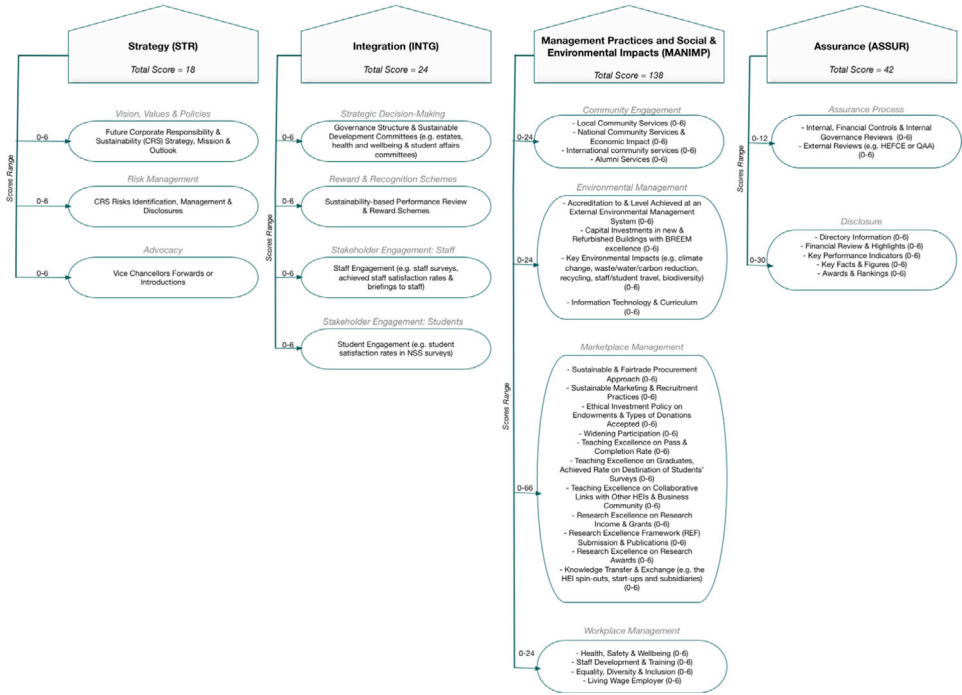 Strategy (STR)
Total Score = 18
Scores Range
Vision, Values & Policies
0-6
Future Corporate Responsibility &
Sustainability (CRS) Strategy, Mission &
Outlook
Risk Management
0-6
CRS Risks Identification, Management &
Disclosures
Advocacy
0-6
Vice Chancellors Forwards or
Introductions
Integration (INTG)
Total Score = 24
Scores Range
Strategic Decision-Making
0-6
Governance Structure & Sustainable
Development Committees (e.g. estates,
health and wellbeing & student affairs
committees)
Reward & Recognition Schemes
0-6
Sustainability-based Performance Review
& Reward Schemes
Stakeholder Engagement: Staff
0-6
Staff Engagement (e.g. staff surveys,
achieved staff satisfaction rates &
briefings to staff)
Stakeholder Engagement: Students
0-6
Student Engagement (e.g. student
satisfaction rates in NSS surveys)
Management Practices and Social &
Environmental Impacts (MANIMP)
Total Score = 138
Scores Range
Community Engagement
0-24
- Local Community Services (0-6)
- National Community Services &
Economic Impact (0-6)
- International community services (0-6)
- Alumni Services (0-6)
Environmental Management
0-24
- Accreditation to & Level Achieved at an
External Environmental Management
System (0-6)
- Capital Investments in new &
Refurbished Buildings with BREEM
excellence (0-6)
- Key Environmental Impacts (e.g. climate
change, waste/water/carbon reduction,
recycling, staff/student travel, biodiversity)
(0-6)
- Information Technology & Curriculum
(0-6)
Marketplace Management
0-66
- Sustainable & Fairtrade Procurement
Approach (0-6)
- Sustainable Marketing & Recruitment
Practices (0-6)
- Ethical Investment Policy on
Endowments & Types of Donations
Accepted (0-6)
- Widening Participation (0-6)
- Teaching Excellence on Pass &
Completion Rate (0-6)
- Teaching Excellence on Graduates,
Achieved Rate on Destination of Students'
Surveys (0-6)
- Teaching Excellence on Collaborative
Links with Other HEIs & Business
Community (0-6)
- Research Excellence on Research
Income & Grants (0-6)
- Research Excellence Framework (REF)
Submission & Publications (0-6)
- Research Excellence on Research
Awards (0-6)
- Knowledge Transfer & Exchange (e.g. the
HEI spin-outs, start-ups and subsidiaries)
(0-6)
Workplace Management
0-24
- Health, Safety & Wellbeing (0-6)
- Staff Development & Training (0-6)
- Equality, Diversity & Inclusion (0-6)
- Living Wage Employer (0-6)
Assurance (ASSUR)
Total Score = 42
Scores Range
Assurance Process
0-12
- Internal, Financial Controls & Internal
Governance Reviews (0-6)
- External Reviews (e.g. HEFCE or QAA)
(0-6)
Disclosure
0-30
- Directory Information (0-6)
- Financial Review & Highlights (0-6)
- Key Performance Indicators (0-6)
- Key Facts & Figures (0-6)
- Awards & Rankings (0-6)